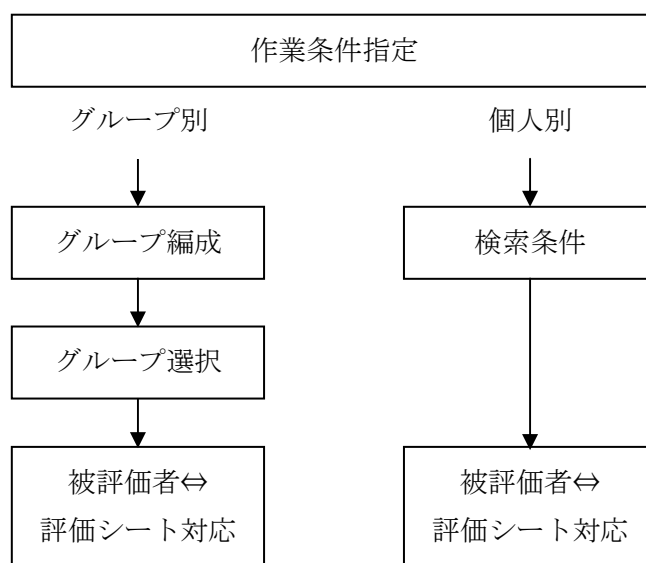 作業条件指定
グループ別
個人別
グループ編成
検索条件
グループ選択
被評価者⇔
評価シート対応
被評価者⇔
評価シート対応